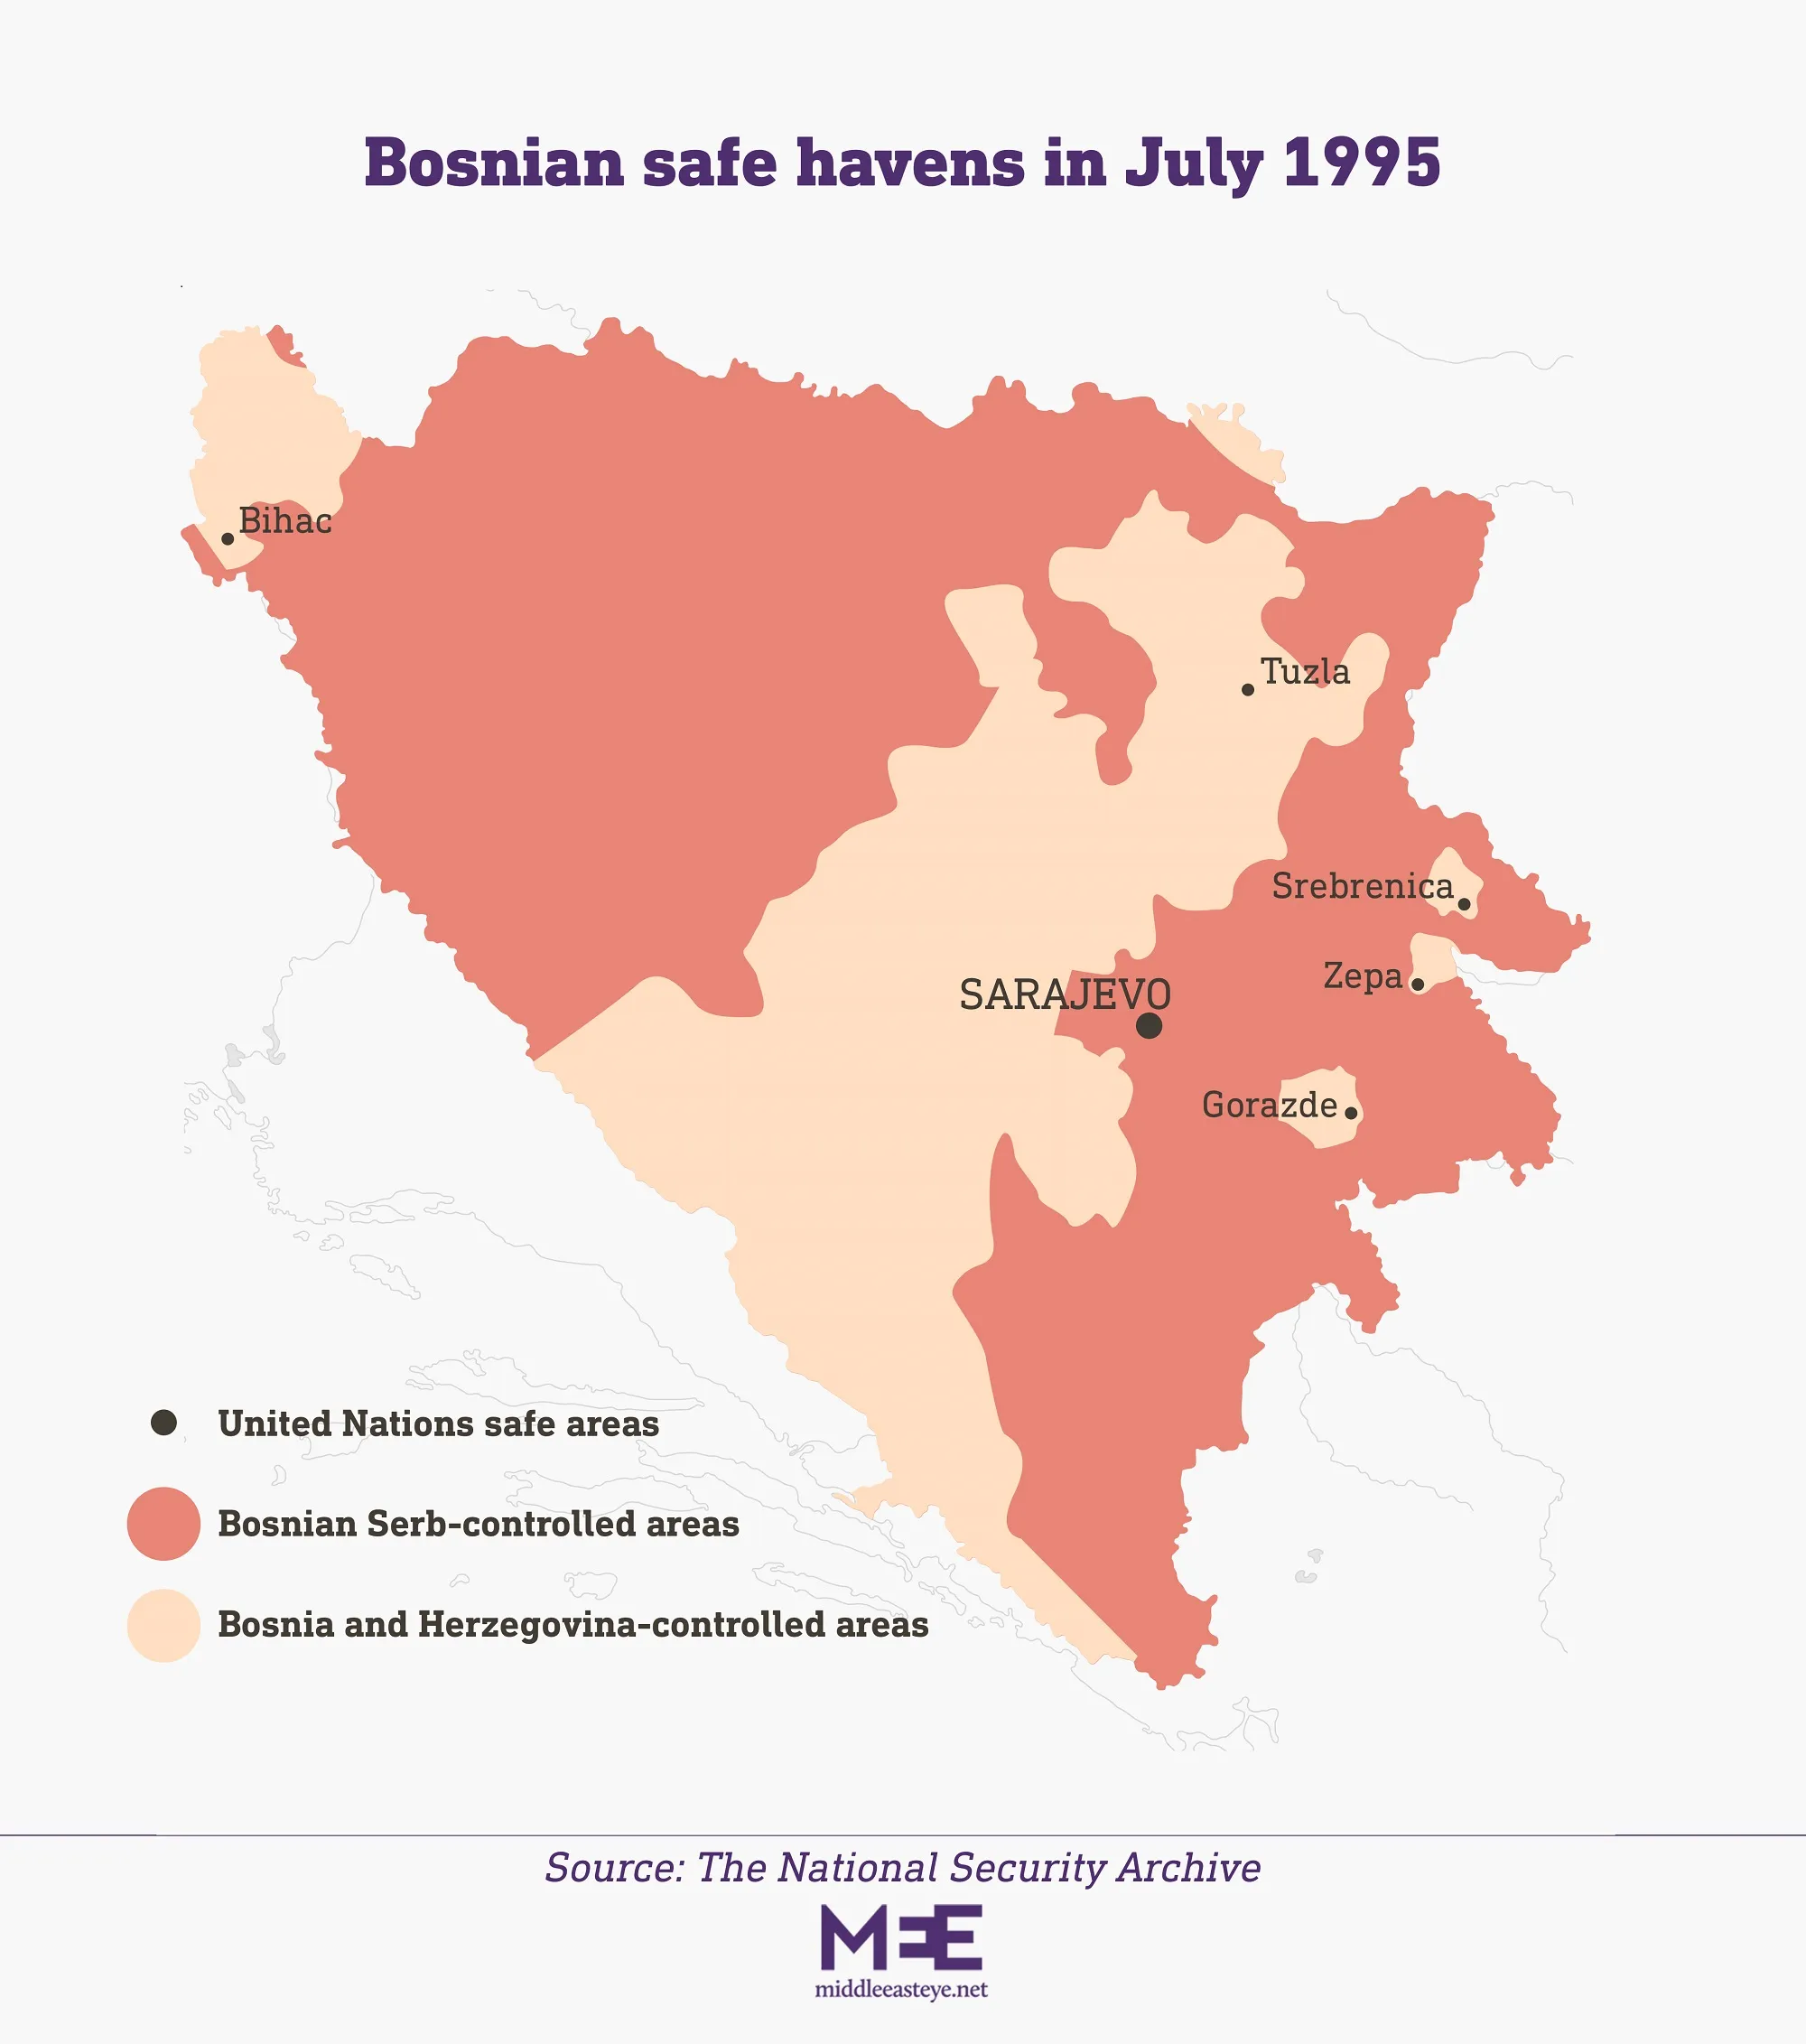 Bosnian safe havens in July 1995
Bihac
Tuzla
Srebrenica
Zepa
SARAJEVO
Gorazde
United Nations safe areas
Bosnian Serb-controlled areas
Bosnia and Herzegovina-controlled areas
Source: The National Security Archive
MEE
middleeasteye.net